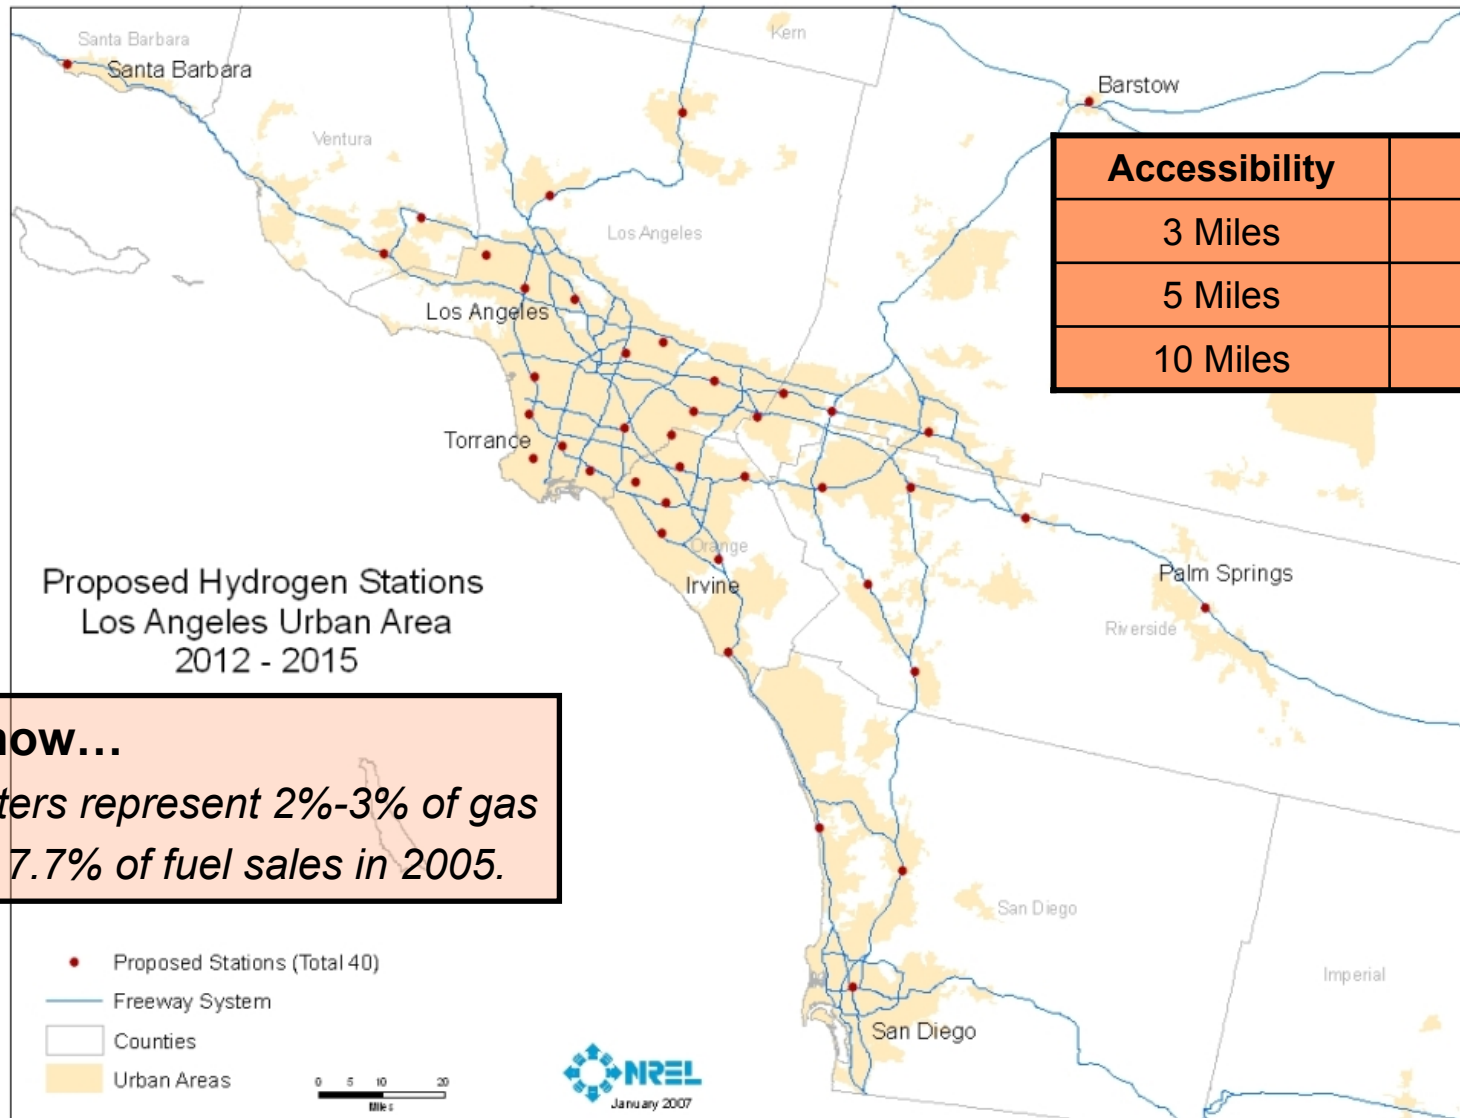 Santa Barbara
Santa Barbara
Kern
Barstow
Ventura
Accessibility
3 Miles
5 Miles
10 Miles
Los Angeles
Los Angeles
Torrance
Orange
Irvine
Palm Springs
Riverside
Proposed Hydrogen Stations
Los Angeles Urban Area
2012 - 2015
now…
ters represent 2%-3% of gas
7.7% of fuel sales in 2005.
San Diego
Imperial
San Diego
Proposed Stations (Total 40)
Freeway System
Counties
Urban Areas
0 5 10 20
Miles
NREL
January 2007